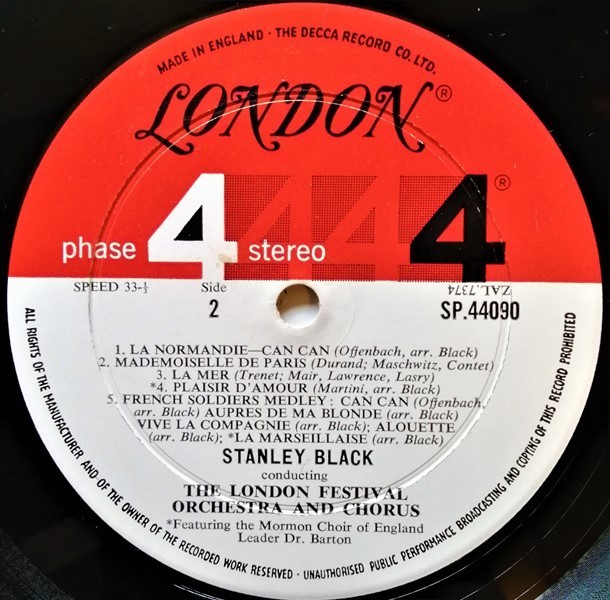 MADE IN ENGLAND · THE DECCA RECORD CO. LTD.
LONDON ®
phase 4 stereo 4 4 4 ®
SPEED 33-⅓ Side 2
ZAL.7374
SP.44090
1. LA NORMANDIE—CAN CAN (Offenbach, arr. Black)
2. MADEMOISELLE DE PARIS (Durand; Maschwitz, Contet)
3. LA MER (Trenet; Mair, Lawrence, Lasry)
*4. PLAISIR D'AMOUR (Martini, arr. Black)
5. FRENCH SOLDIERS MEDLEY: CAN CAN (Offenbach,
arr. Black) AUPRES DE MA BLONDE (arr. Black)
VIVE LA COMPAGNIE (arr. Black); ALOUETTE
(arr. Black); *LA MARSEILLAISE (arr. Black)
STANLEY BLACK
conducting
THE LONDON FESTIVAL
ORCHESTRA AND CHORUS
*Featuring the Mormon Choir of England
Leader Dr. Barton
ALL RIGHTS OF THE MANUFACTURER AND OF THE OWNER OF THE RECORDED WORK RESERVED · UNAUTHORISED PUBLIC PERFORMANCE BROADCASTING AND COPYING OF THIS RECORD PROHIBITED